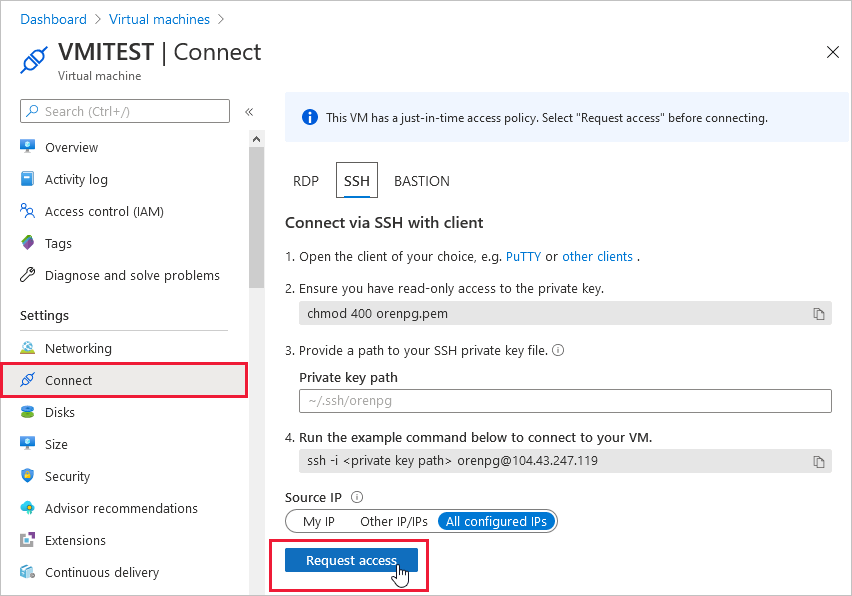 Dashboard > Virtual machines >
VMITEST | Connect
Virtual machine
Search (Ctrl+/)
«
Overview
Activity log
Access control (IAM)
Tags
Diagnose and solve problems
Settings
Networking
Connect
Disks
Size
Security
Advisor recommendations
Extensions
Continuous delivery
This VM has a just-in-time access policy. Select "Request access" before connecting.
RDP SSH BASTION
Connect via SSH with client
1. Open the client of your choice, e.g. PuTTY or other clients .
2. Ensure you have read-only access to the private key.
chmod 400 orenpg.pem
3. Provide a path to your SSH private key file.
Private key path
~/.ssh/orenpg
4. Run the example command below to connect to your VM.
ssh -i <private key path> orenpg@104.43.247.119
Source IP
My IP Other IP/IPs All configured IPs
Request access